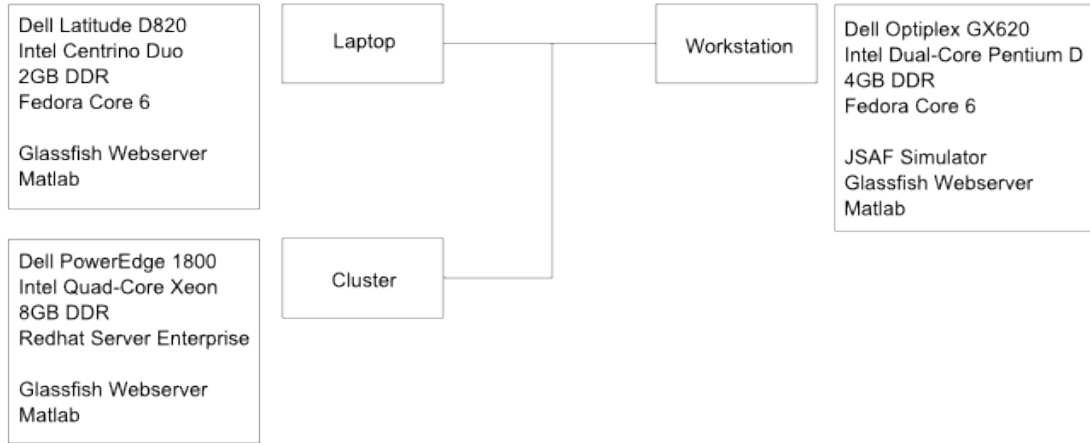 Dell Latitude D820
Intel Centrino Duo
2GB DDR
Fedora Core 6
Glassfish Webserver
Matlab
Laptop
Workstation
Dell Optiplex GX620
Intel Dual-Core Pentium D
4GB DDR
Fedora Core 6
JSAF Simulator
Glassfish Webserver
Matlab
Dell PowerEdge 1800
Intel Quad-Core Xeon
8GB DDR
Redhat Server Enterprise
Glassfish Webserver
Matlab
Cluster